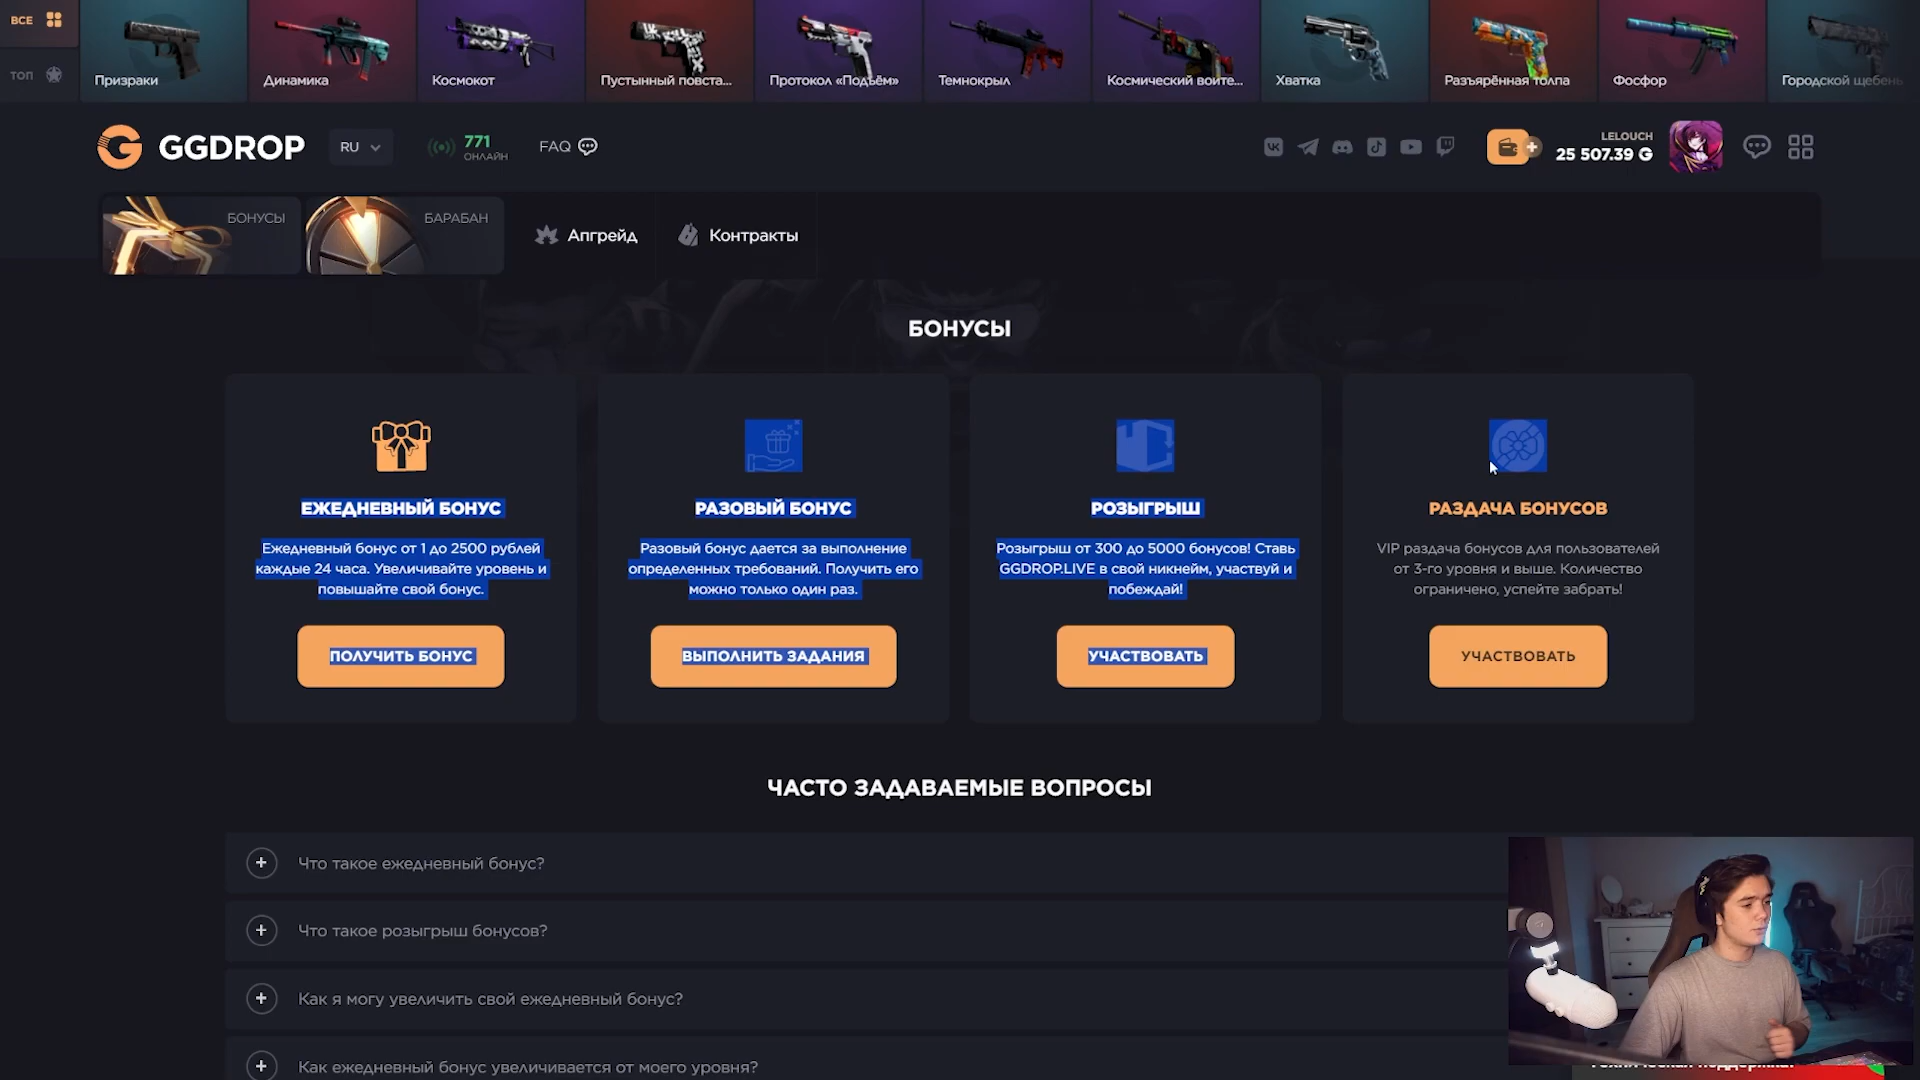 ВСЕ
ТОП
Призраки
Динамика
Космокот
Пустынный повста...
Протокол «Подъём»
Темнокрыл
Космический воите...
Хватка
Разъярённая толпа
Фосфор
Городской щебень
GGDROP
RU
771
ОНЛАЙН
FAQ
LELOUCH
25 507.39 G
БОНУСЫ
БАРАБАН
Апгрейд
Контракты
БОНУСЫ
ЕЖЕДНЕВНЫЙ БОНУС
Ежедневный бонус от 1 до 2500 рублей
каждые 24 часа. Увеличивайте уровень и
повышайте свой бонус.
ПОЛУЧИТЬ БОНУС
РАЗОВЫЙ БОНУС
Разовый бонус дается за выполнение
определенных требований. Получить его
можно только один раз.
ВЫПОЛНИТЬ ЗАДАНИЯ
РОЗЫГРЫШ
Розыгрыш от 300 до 5000 бонусов! Ставь
GGDROP.LIVE в свой никнейм, участвуй и
побеждай!
УЧАСТВОВАТЬ
РАЗДАЧА БОНУСОВ
VIP раздача бонусов для пользователей
от 3-го уровня и выше. Количество
ограничено, успейте забрать!
УЧАСТВОВАТЬ
ЧАСТО ЗАДАВАЕМЫЕ ВОПРОСЫ
Что такое ежедневный бонус?
Что такое розыгрыш бонусов?
Как я могу увеличить свой ежедневный бонус?
Как ежедневный бонус увеличивается от моего уровня?